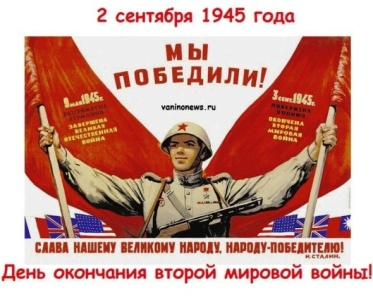 2 сентября 1945 года
МЫ
ПОБЕДИЛИ!
vaninonews.ru
9 мая 1945г.
ЗАВЕРШЕНА
ВЕЛИКАЯ
ОТЕЧЕСТВЕННАЯ
ВОЙНА
3 сент. 1945г.
ОКОНЧЕНА
ВТОРАЯ
МИРОВАЯ
ВОЙНА
СЛАВА НАШЕМУ ВЕЛИКОМУ НАРОДУ, НАРОДУ-ПОБЕДИТЕЛЮ!
И. СТАЛИН.
День окончания второй мировой войны!